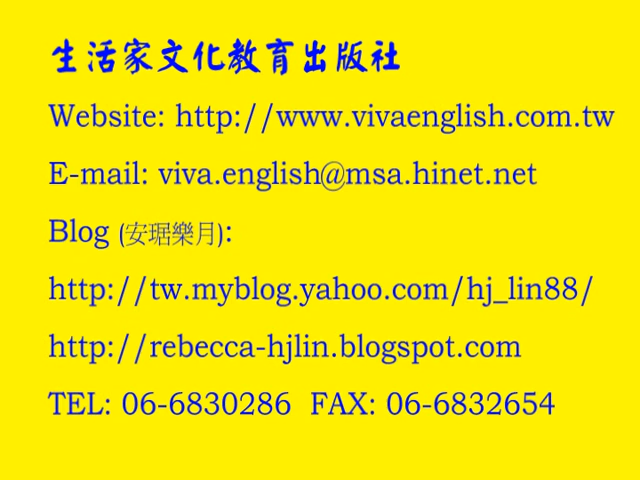 生活家文化教育出版社
Website: http://www.vivaenglish.com.tw
E-mail: viva.english@msa.hinet.net
Blog (安琚樂月):
http://tw.myblog.yahoo.com/hj_lin88/
http://rebecca-hjlin.blogspot.com
TEL: 06-6830286  FAX: 06-6832654